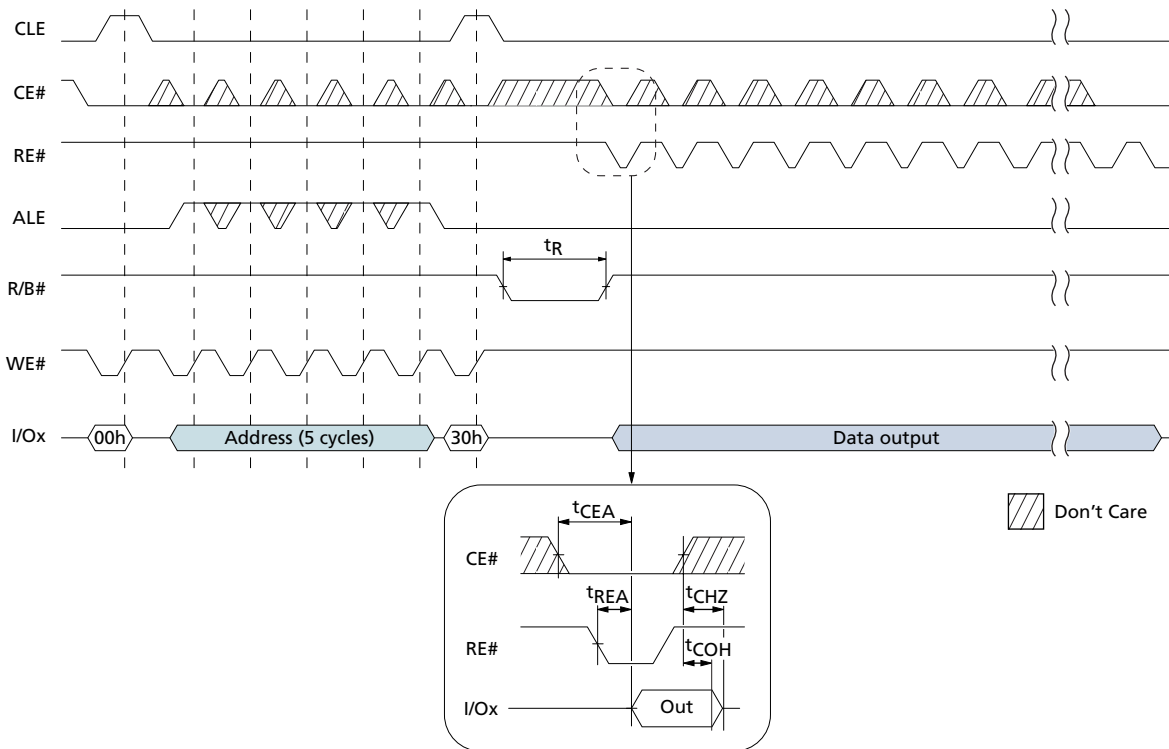 CLE
CE#
RE#
ALE
tR
R/B#
WE#
I/Ox 00h Address (5 cycles) 30h Data output
Don't Care
tCEA
CE#
tREA tCHZ
tCOH
RE#
I/Ox Out